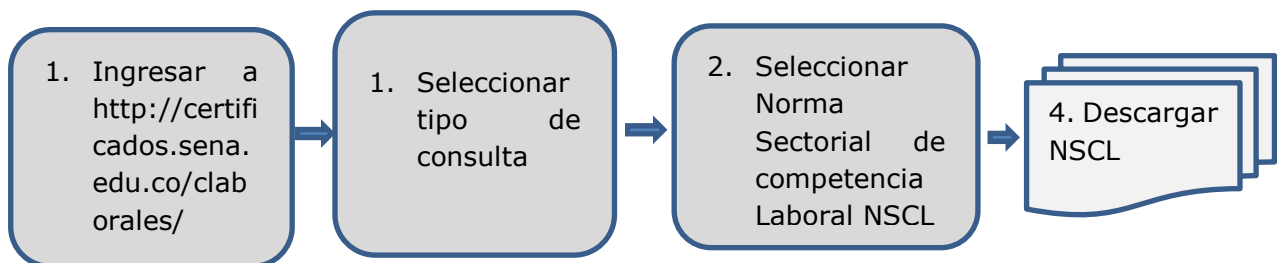 1. Ingresar a
http://certifi
cados.sena.
edu.co/clab
orales/
1. Seleccionar
tipo de
consulta
2. Seleccionar
Norma
Sectorial de
competencia
Laboral NSCL
4. Descargar
NSCL